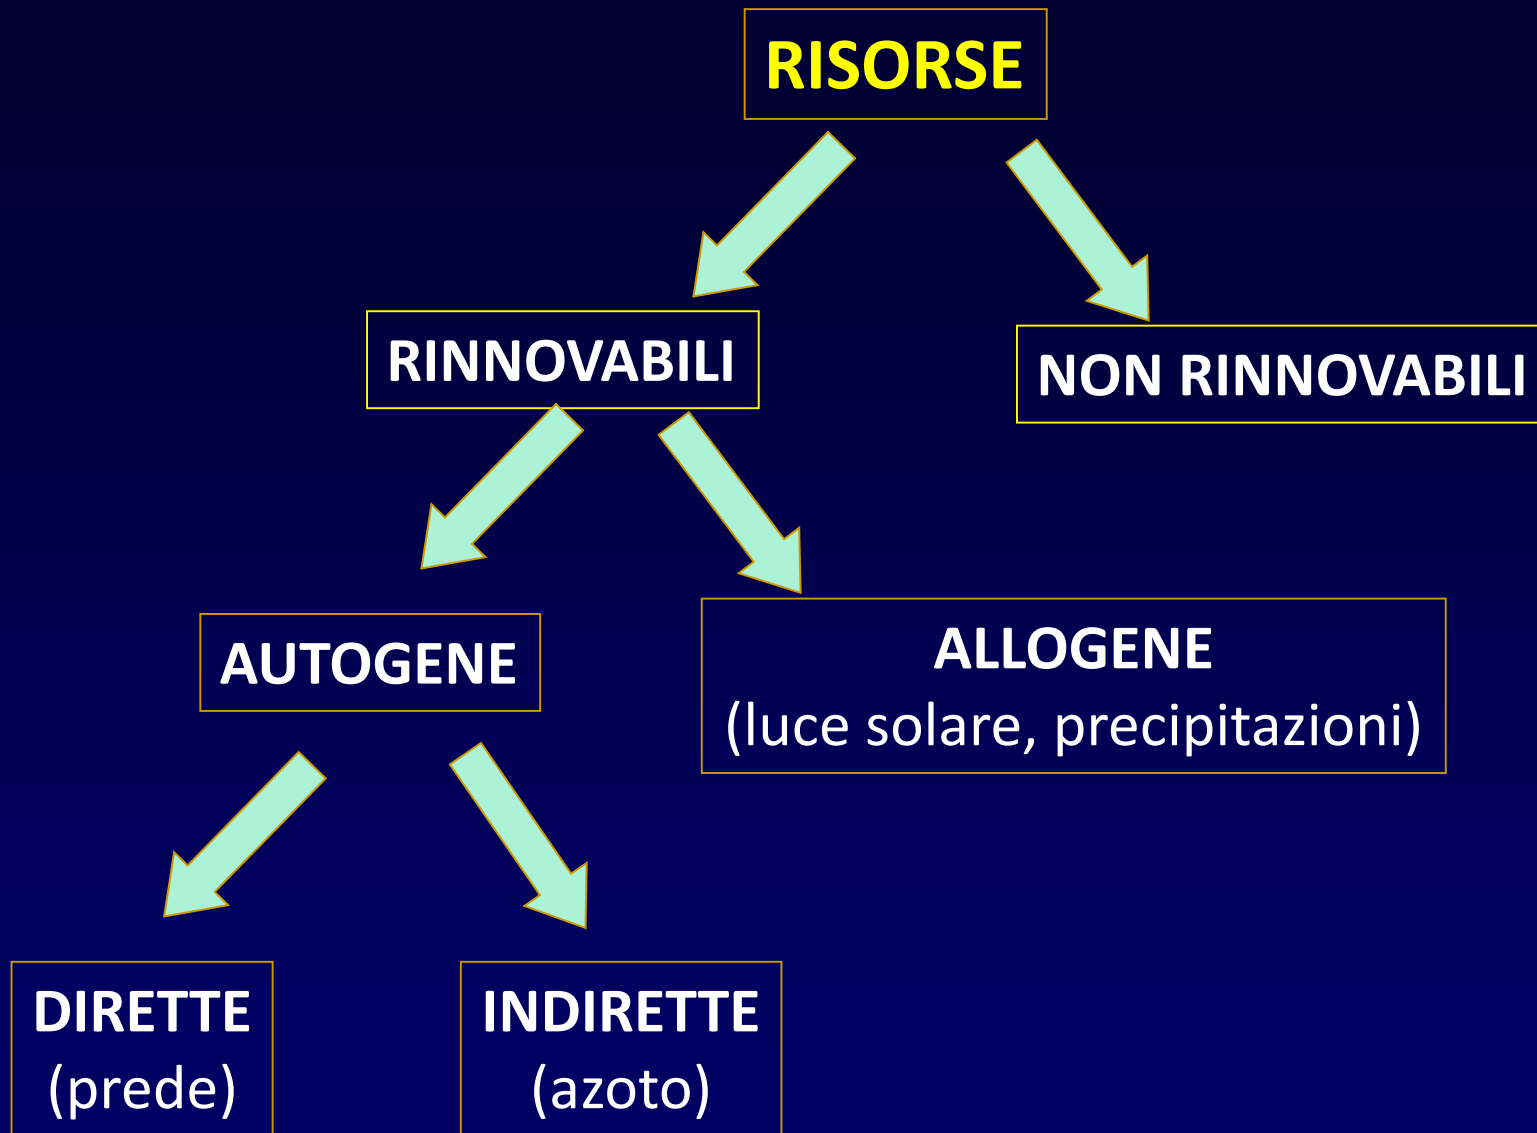 RISORSE
RINNOVABILI
NON RINNOVABILI
AUTOGENE
ALLOGENE
(luce solare, precipitazioni)
DIRETTE
(prede)
INDIRETTE
(azoto)